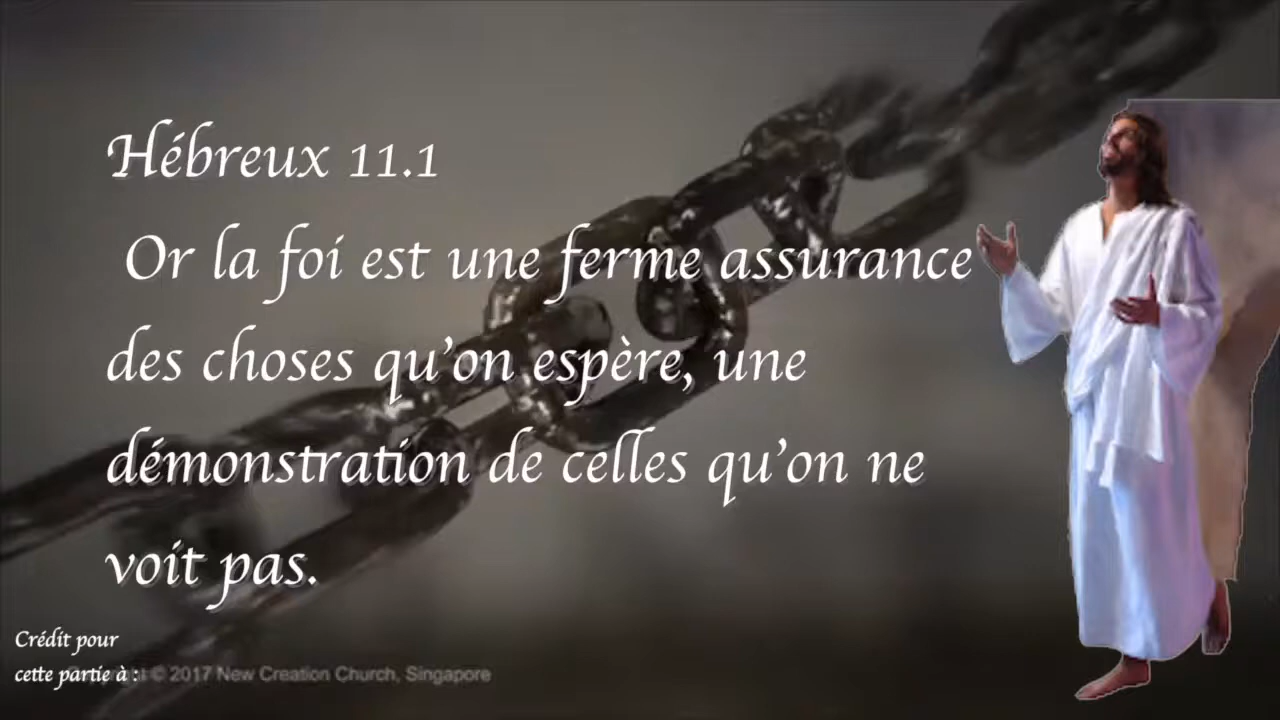 Hébreux 11.1
Or la foi est une ferme assurance
des choses qu'on espère, une
démonstration de celles qu'on ne
voit pas.
Crédit pour
cette partie à :
Copyright © 2017 New Creation Church, Singapore